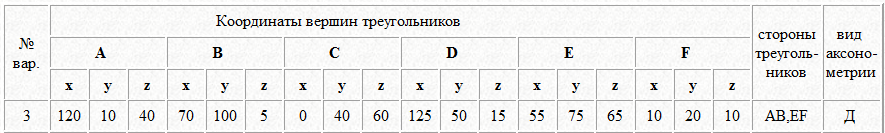 Координаты вершин треугольников
№ вар.
стороны треуголь-ников
вид аксоно-метрии
A B C D E F
x y z x y z x y z x y z x y z x y z
3 120 10 40 70 100 5 0 40 60 125 50 15 55 75 65 10 20 10 AB,EF Д